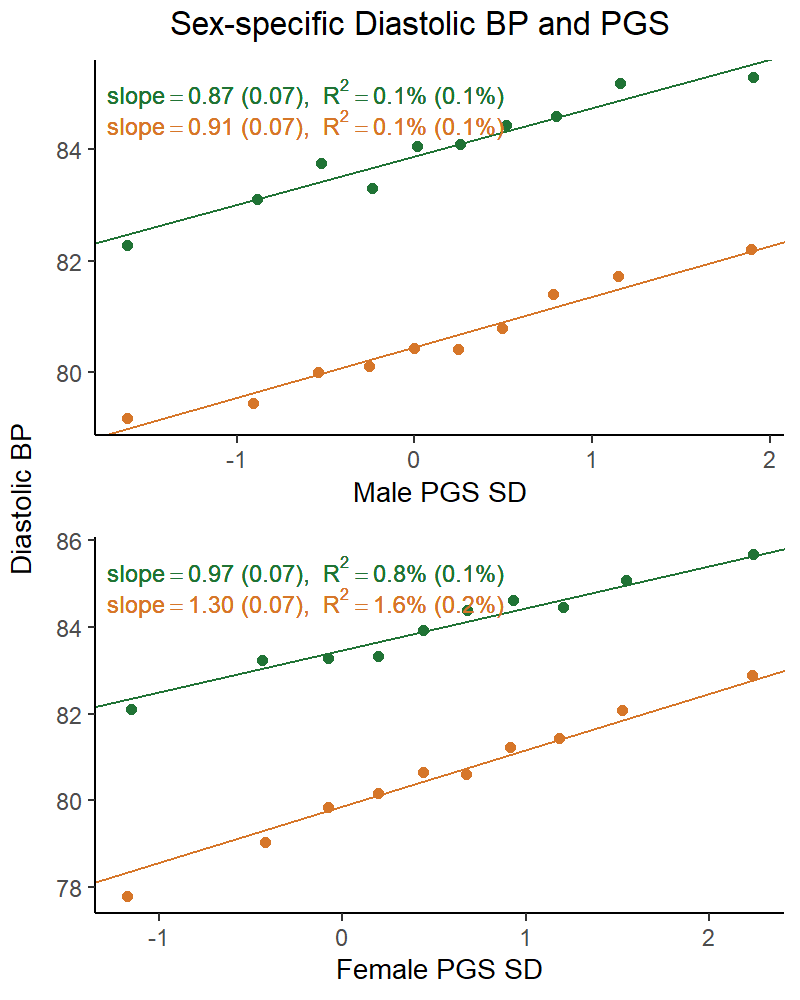 Sex-specific Diastolic BP and PGS
slope = 0.87 (0.07), R² = 0.1% (0.1%)
slope = 0.91 (0.07), R² = 0.1% (0.1%)
84
82
80
-1 0 1 2
Male PGS SD
Diastolic BP
86
slope = 0.97 (0.07), R² = 0.8% (0.1%)
slope = 1.30 (0.07), R² = 1.6% (0.2%)
84
82
80
78
-1 0 1 2
Female PGS SD